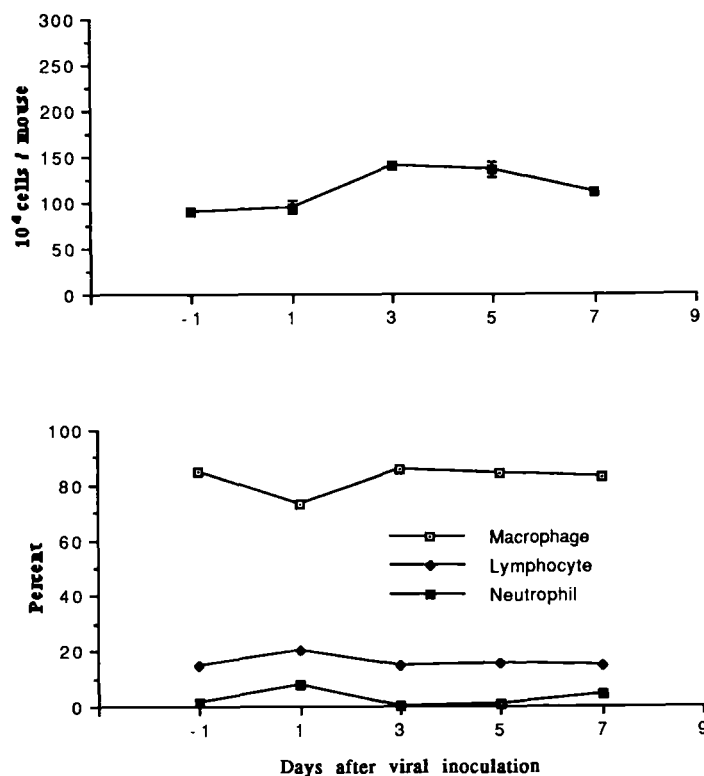 300
250
200
150
100
50
0
10⁴ cells / mouse
-1 1 3 5 7 9
100
80
60
40
20
0
Percent
Macrophage
Lymphocyte
Neutrophil
-1 1 3 5 7 9
Days after viral inoculation